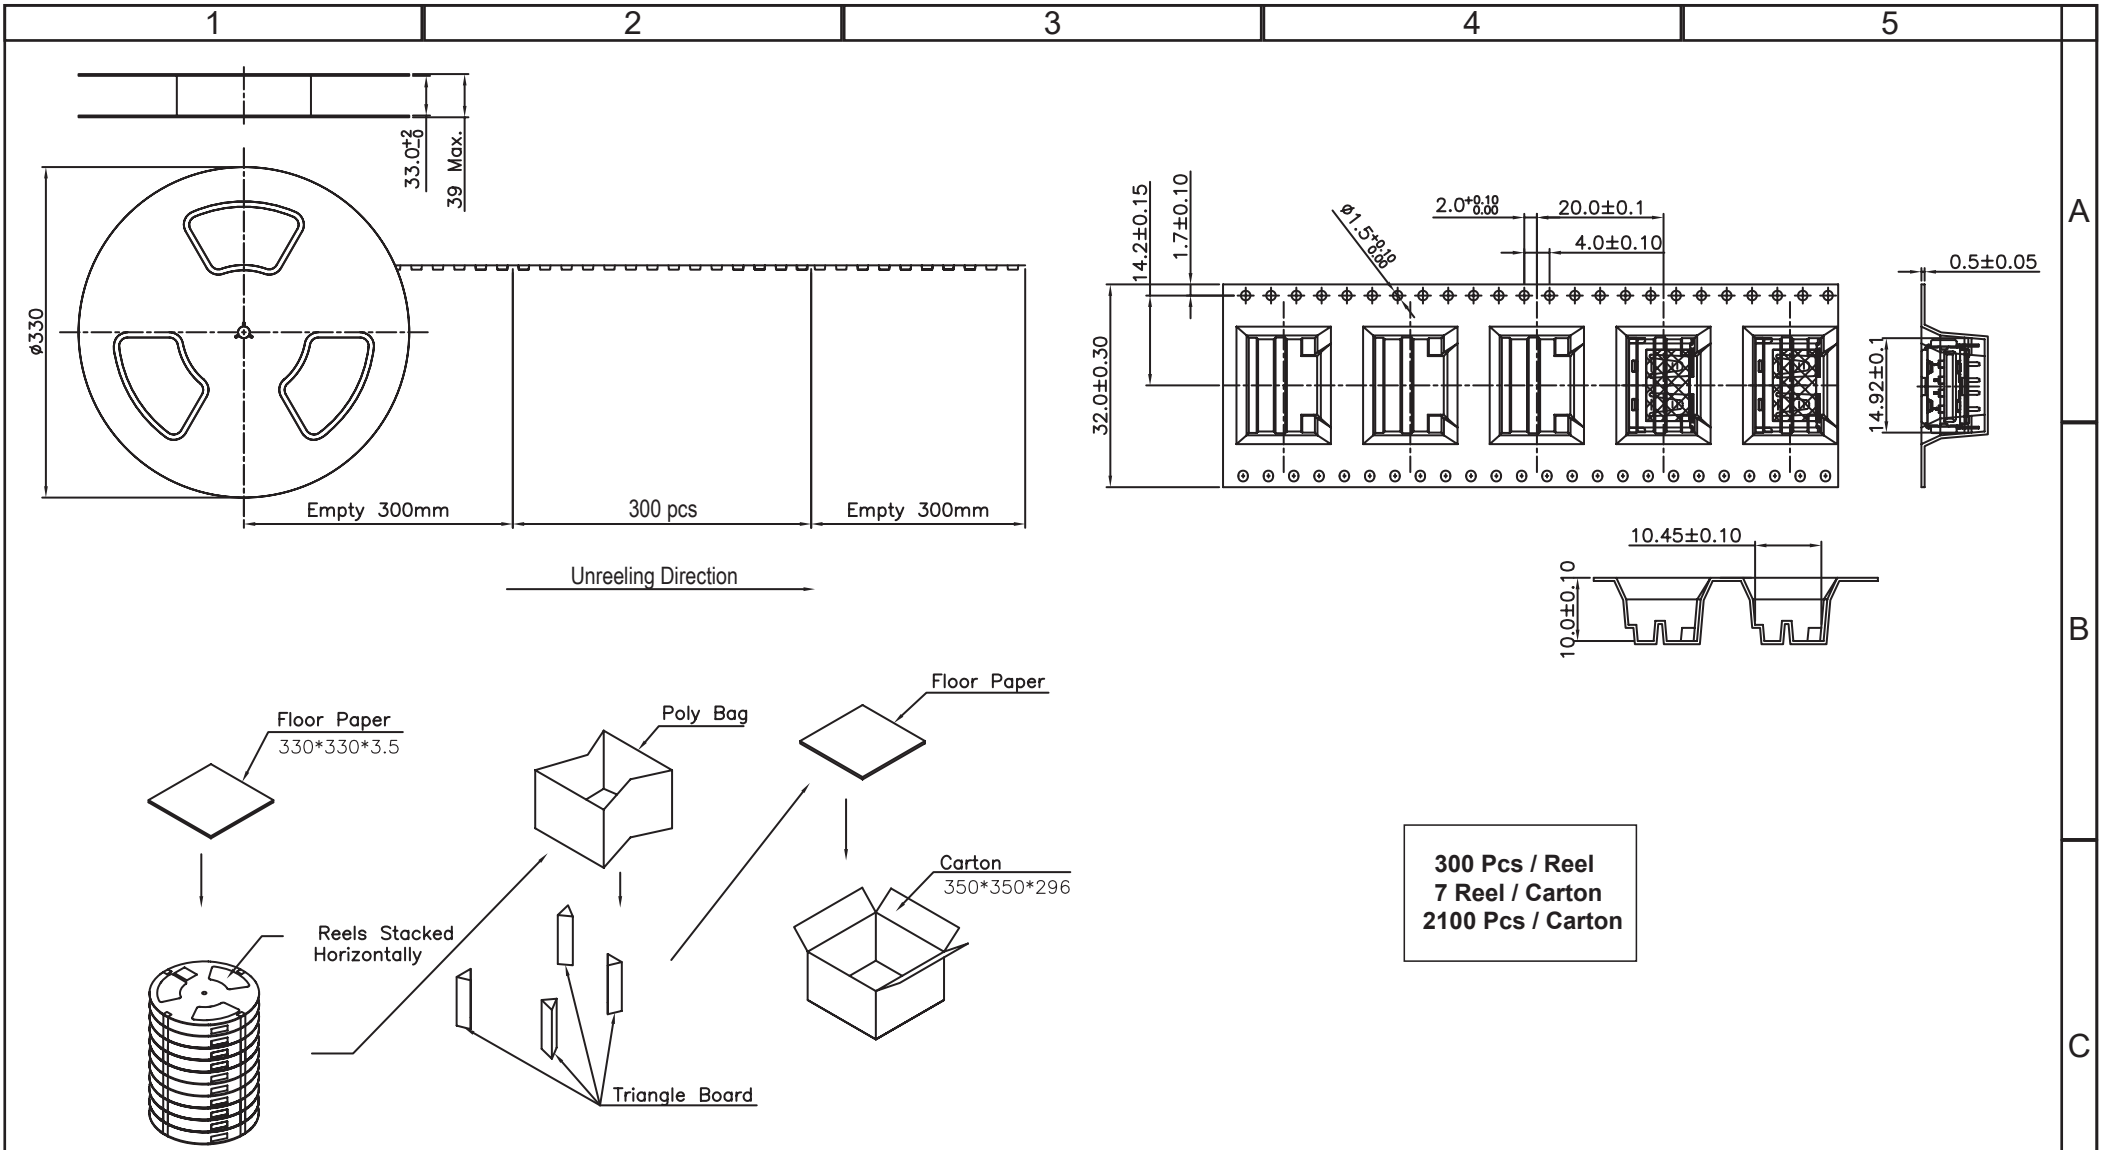 1
2
3
4
5
A
B
C
33.0+2-0
39 Max.
ø330
Empty 300mm
300 pcs
Empty 300mm
Unreeling Direction
14.2±0.15
1.7±0.10
ø1.5+0.10 0.00
2.0+0.10 0.00
20.0±0.1
4.0±0.10
32.0±0.30
0.5±0.05
14.92±0.1
10.45±0.10
10.0±0.10
Floor Paper
330*330*3.5
Poly Bag
Floor Paper
Carton
350*350*296
Reels Stacked
Horizontally
Triangle Board
300 Pcs / Reel
7 Reel / Carton
2100 Pcs / Carton